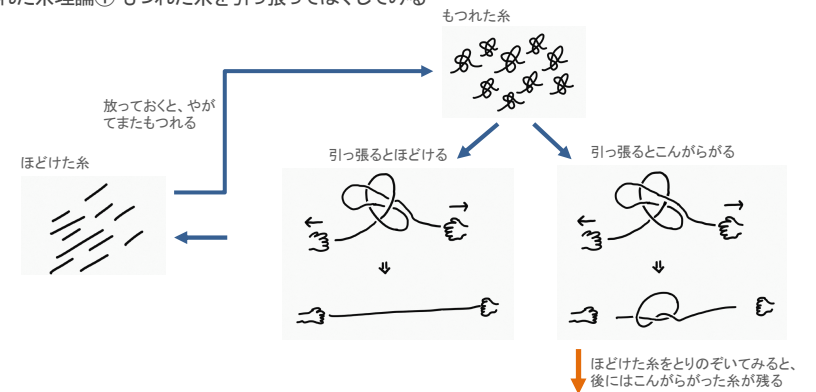 れた糸理論① もつれた糸を引っ張ってほぐしてみる
もつれた糸
放っておくと、やが
てまたもつれる
ほどけた糸
引っ張るとほどける
引っ張るとこんがらがる
ほどけた糸をとりのぞいてみると、
後にはこんがらがった糸が残る